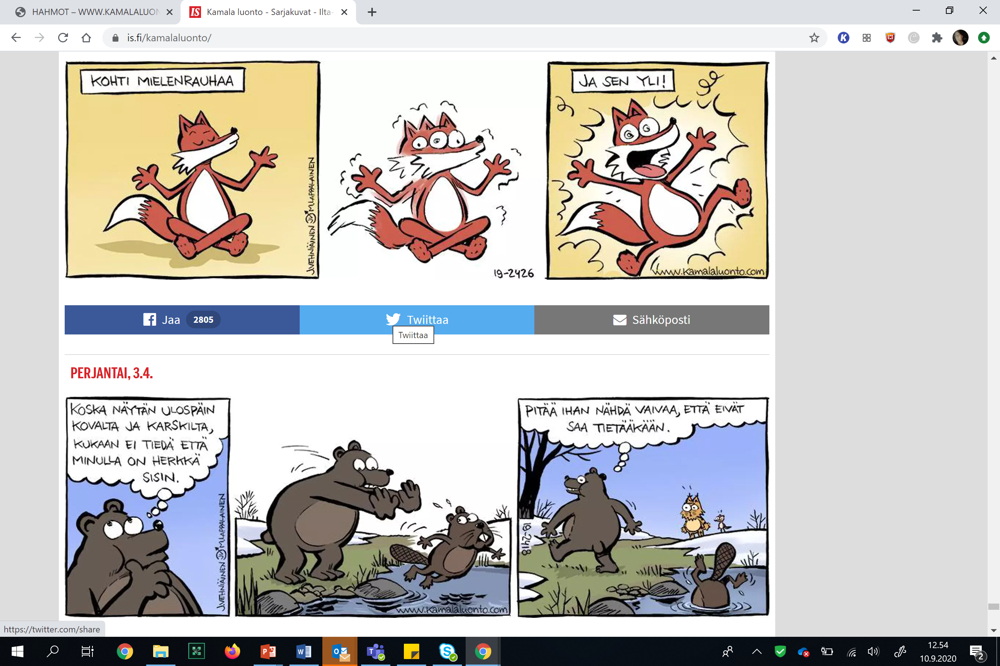 HAHMOT – WWW.KAMALALUON
IS Kamala luonto - Sarjakuvat - Ilta-
is.fi/kamalaluonto/
KOHTI MIELENRAUHAA
J.VEHNIÄINEN M.LAPPALAINEN
19-2426
JA SEN YLI!
www.kamalaluonto.com
Jaa 2805
Twiittaa
Sähköposti
Twiittaa
PERJANTAI, 3.4.
KOSKA NÄYTÄN ULOSPÄIN
KOVALTA JA KARSKILTA,
KUKAAN EI TIEDÄ ETTÄ
MINULLA ON HERKKÄ
SISIN.
J.VEHNIÄINEN M.LAPPALAINEN
www.kamalaluonto.com
PITÄÄ IHAN NÄHDÄ VAIVAA, ETTÄ EIVÄT
SAA TIETÄÄKÄÄN.
19-2418
https://twitter.com/share
12.54
10.9.2020
2